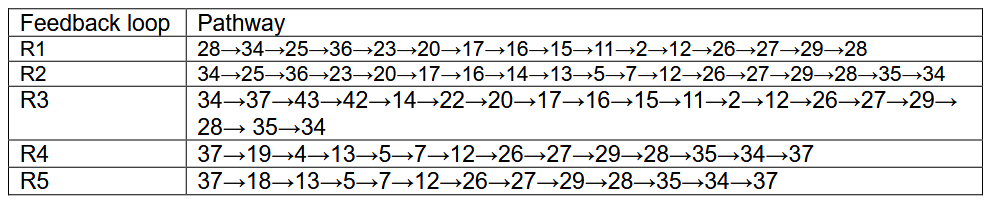 Feedback loop Pathway
R1 28→34→25→36→23→20→17→16→15→11→2→12→26→27→29→28
R2 34→25→36→23→20→17→16→14→13→5→7→12→26→27→29→28→35→34
R3 34→37→43→42→14→22→20→17→16→15→11→2→12→26→27→29→
28→ 35→34
R4 37→19→4→13→5→7→12→26→27→29→28→35→34→37
R5 37→18→13→5→7→12→26→27→29→28→35→34→37